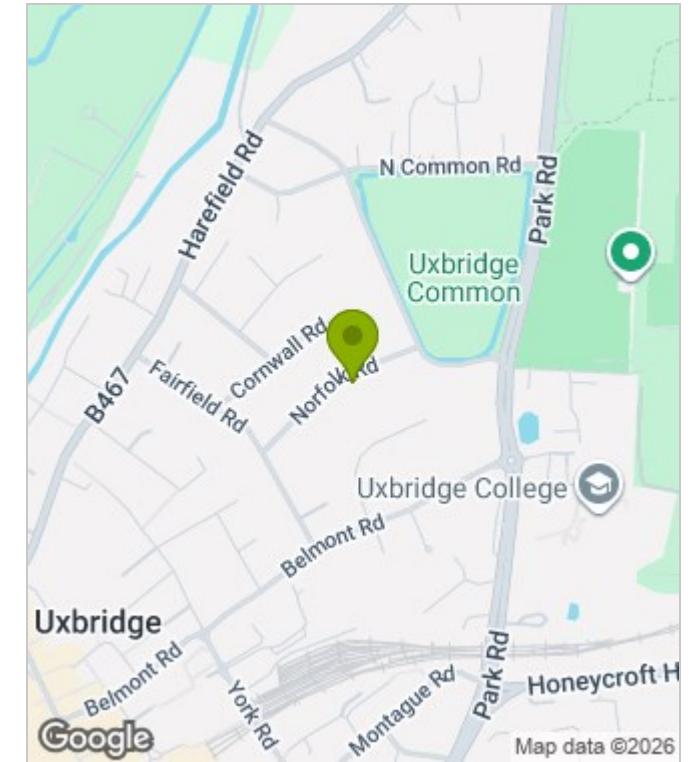 N Common Rd
Harefield Rd
Park Rd
Uxbridge
Common
Cornwall Rd
Norfolk Rd
Fairfield Rd
B467
Uxbridge College
Belmont Rd
Uxbridge
Belmont Rd
York Rd
Montague Rd
Park Rd
Honeycroft H
Google
Map data ©2026